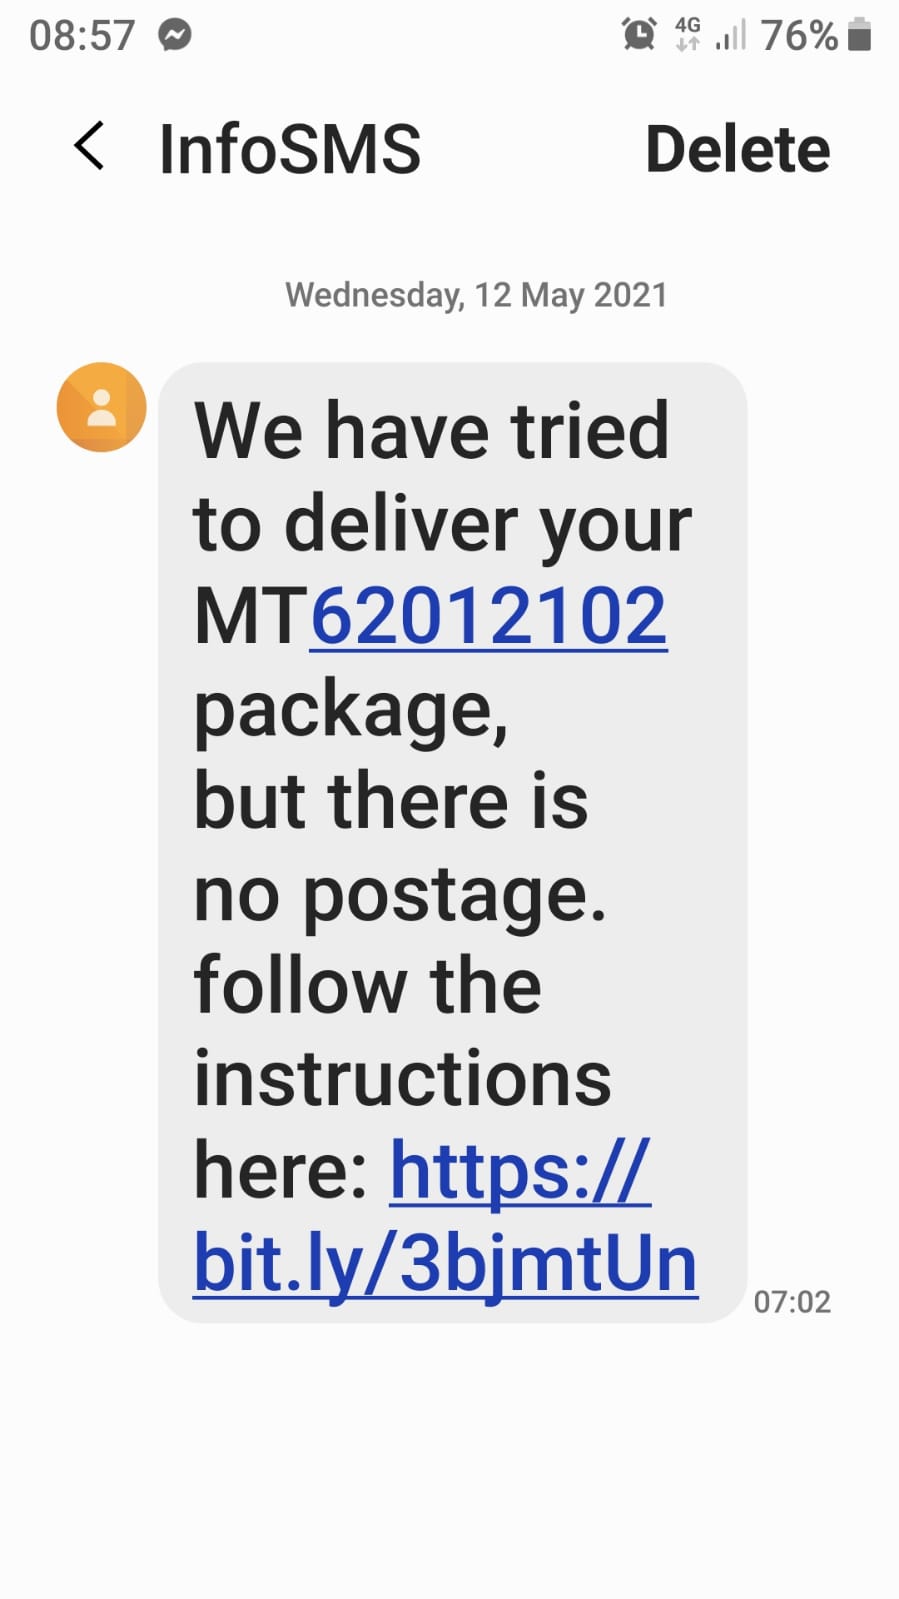 08:57 4G 76%
InfoSMS Delete
Wednesday, 12 May 2021
We have tried
to deliver your
MT62012102
package,
but there is
no postage.
follow the
instructions
here: https://
bit.ly/3bjmtUn
07:02